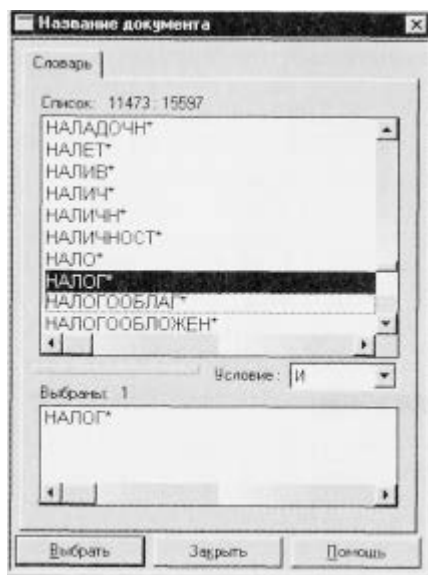 Название документа
Словарь
Список: 11473 : 15597
НАЛАДОЧН*
НАЛЕТ*
НАЛИВ*
НАЛИЧ*
НАЛИЧН*
НАЛИЧНОСТ*
НАЛО*
НАЛОГ*
НАЛОГООБЛАГ*
НАЛОГООБЛОЖЕН*
Условие: И
Выбраны: 1
НАЛОГ*
Выбрать Закрыть Помощь